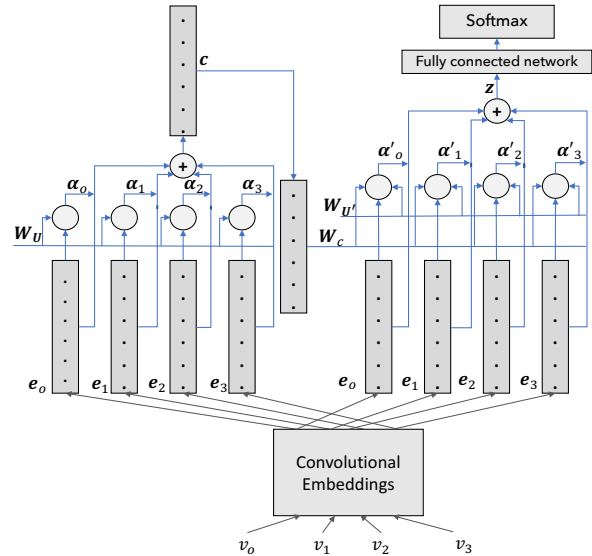 Softmax
Fully connected network
c
z
+
+
α_o α_1 α_2 α_3
α'_o α'_1 α'_2 α'_3
W_U
W_U'
W_c
e_o e_1 e_2 e_3
e_o e_1 e_2 e_3
Convolutional
Embeddings
v_o v_1 v_2 v_3